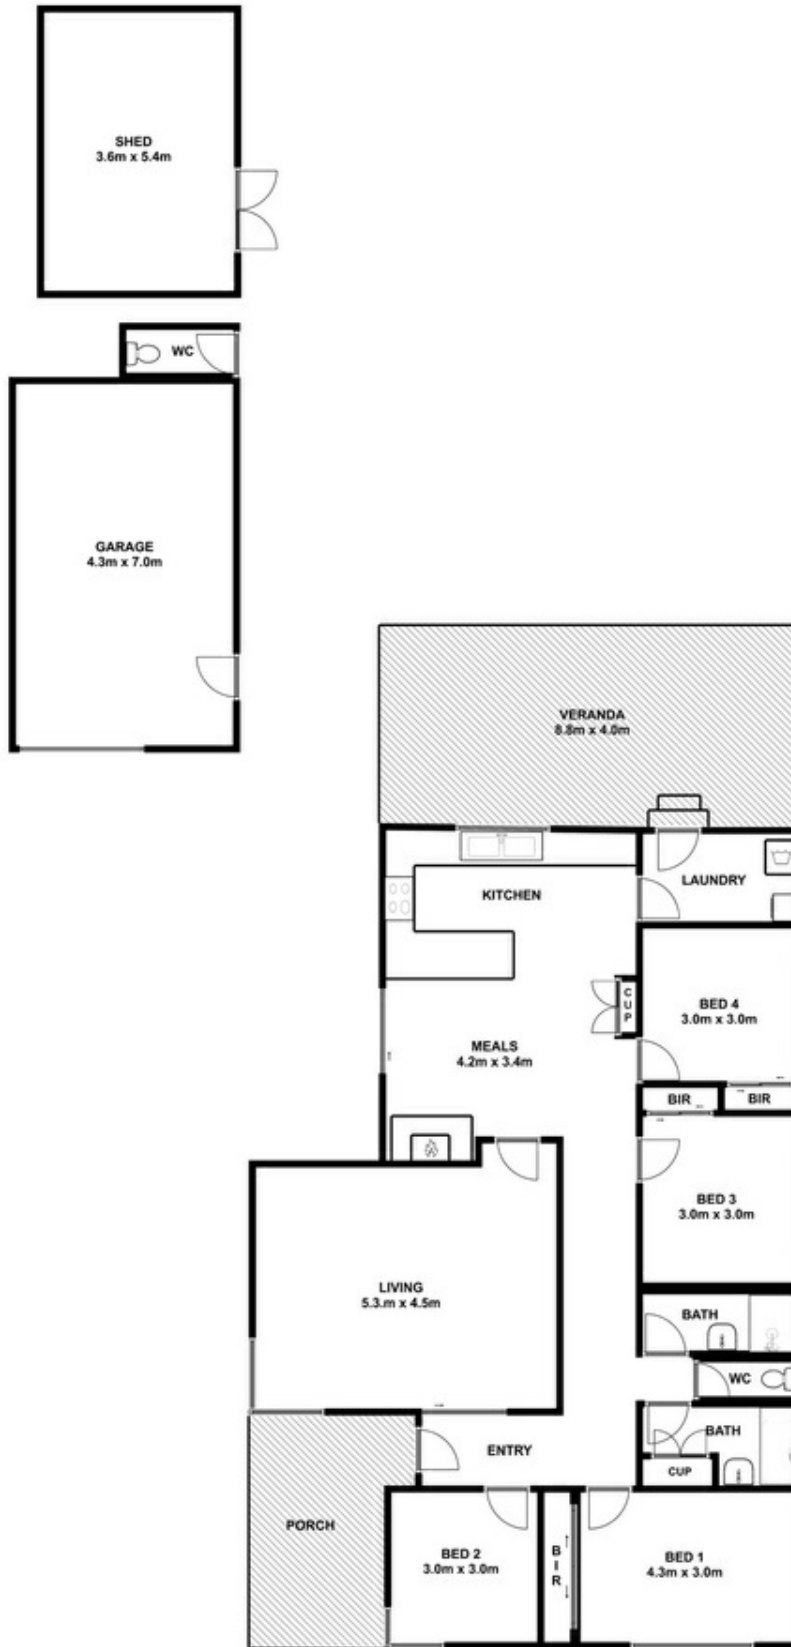 SHED
3.6m x 5.4m
WC
GARAGE
4.3m x 7.0m
VERANDA
8.8m x 4.0m
KITCHEN
LAUNDRY
CUP
BED 4
3.0m x 3.0m
MEALS
4.2m x 3.4m
BIR
BIR
BED 3
3.0m x 3.0m
LIVING
5.3.m x 4.5m
BATH
WC
BATH
ENTRY
CUP
PORCH
BED 2
3.0m x 3.0m
BIR
BED 1
4.3m x 3.0m